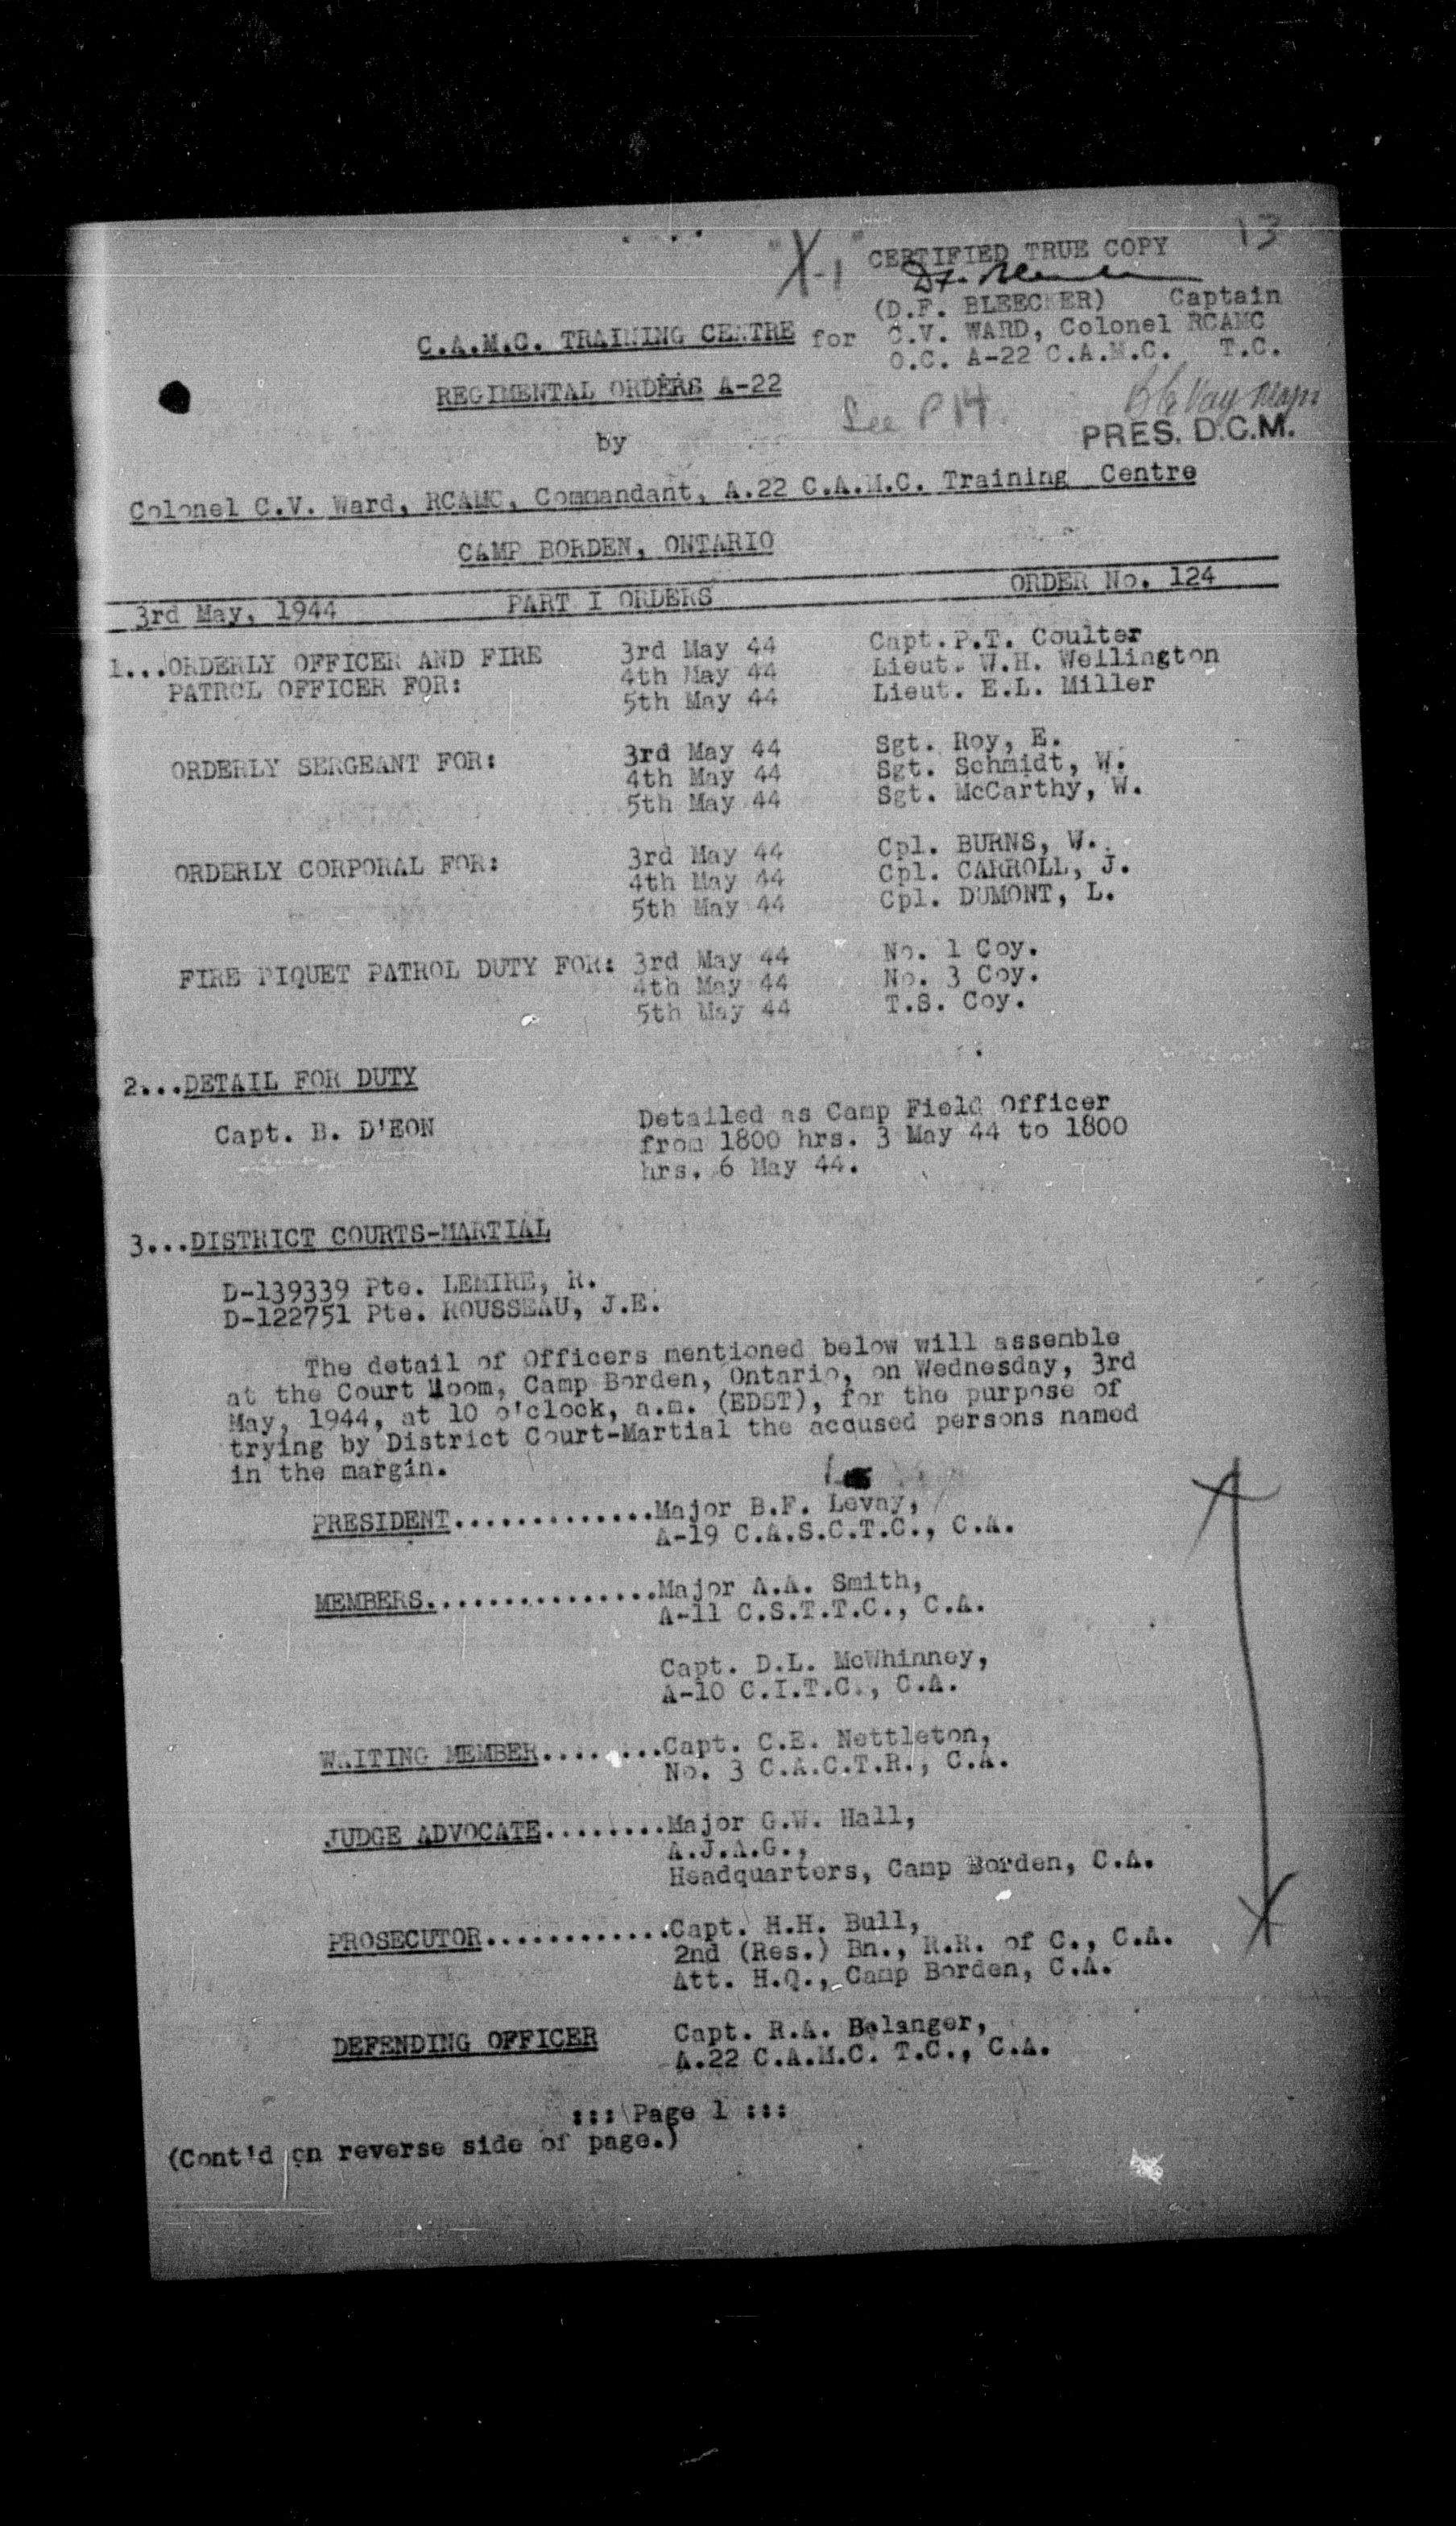 X-1 CERTIFIED TRUE COPY 13
(D.F. BLEECKER) Captain
C.A.M.C. TRAINING CENTRE for C.V. WARD, Colonel RCAMC
O.C. A-22 C.A.M.C. T.C.
REGIMENTAL ORDERS A-22
See P 14.
by
PRES. D.C.M.
Colonel C.V. Ward, RCAMC, Commandant, A.22 C.A.M.C. Training Centre
CAMP BORDEN, ONTARIO
3rd May, 1944 PART I ORDERS ORDER No. 124
1...ORDERLY OFFICER AND FIRE 3rd May 44 Capt. P.T. Coulter
PATROL OFFICER FOR: 4th May 44 Lieut. W.H. Wellington
5th May 44 Lieut. E.L. Miller
ORDERLY SERGEANT FOR: 3rd May 44 Sgt. Roy, E.
4th May 44 Sgt. Schmidt, W.
5th May 44 Sgt. McCarthy, W.
ORDERLY CORPORAL FOR: 3rd May 44 Cpl. BURNS, W.
4th May 44 Cpl. CARROLL, J.
5th May 44 Cpl. DUMONT, L.
FIRE PIQUET PATROL DUTY FOR: 3rd May 44 No. 1 Coy.
4th May 44 No. 3 Coy.
5th May 44 T.S. Coy.
2...DETAIL FOR DUTY
Capt. B. D'EON Detailed as Camp Field Officer
from 1800 hrs. 3 May 44 to 1800
hrs. 6 May 44.
3...DISTRICT COURTS-MARTIAL
D-139339 Pte. LEMIRE, R.
D-122751 Pte. ROUSSEAU, J.E.
The detail of Officers mentioned below will assemble
at the Court Room, Camp Borden, Ontario, on Wednesday, 3rd
May, 1944, at 10 o'clock, a.m. (EDST), for the purpose of
trying by District Court-Martial the accused persons named
in the margin.
PRESIDENT.............Major B.F. Levay,
A-19 C.A.S.C.T.C., C.A.
MEMBERS...............Major A.A. Smith,
A-11 C.S.T.T.C., C.A.
Capt. D.L. McWhinney,
A-10 C.I.T.C., C.A.
WAITING MEMBER........Capt. C.E. Nettleton,
No. 3 C.A.C.T.R., C.A.
JUDGE ADVOCATE........Major G.W. Hall,
A.J.A.G.,
Headquarters, Camp Borden, C.A.
PROSECUTOR............Capt. H.H. Bull,
2nd (Res.) Bn., R.R. of C., C.A.
Att. H.Q., Camp Borden, C.A.
DEFENDING OFFICER Capt. R.A. Belanger,
A.22 C.A.M.C. T.C., C.A.
::: Page 1 :::
(Cont'd on reverse side of page.)